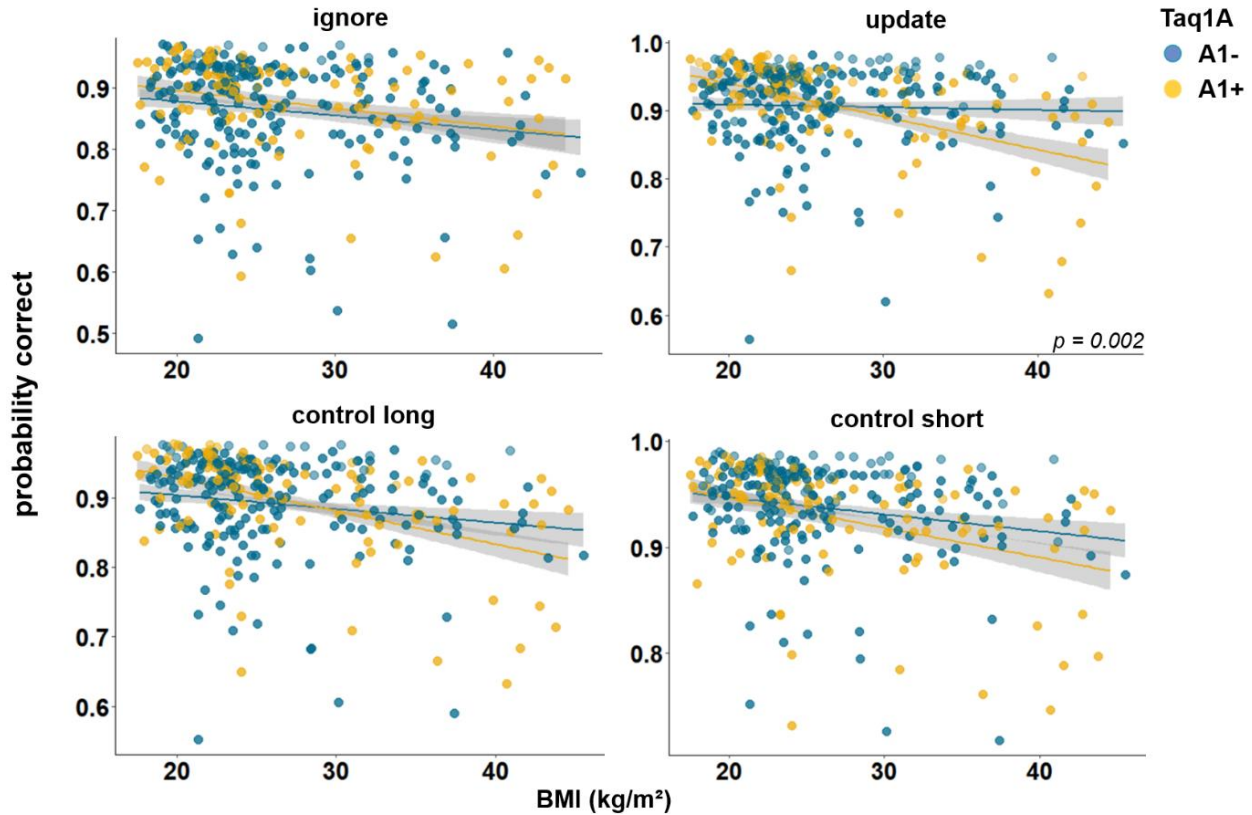 ignore
update
Taq1A
A1-
A1+
probability correct
0.9
0.8
0.7
0.6
0.5
20
30
40
1.0
0.9
0.8
0.7
0.6
p = 0.002
20
30
40
control long
control short
0.9
0.8
0.7
0.6
20
30
40
1.0
0.9
0.8
20
30
40
BMI (kg/m²)